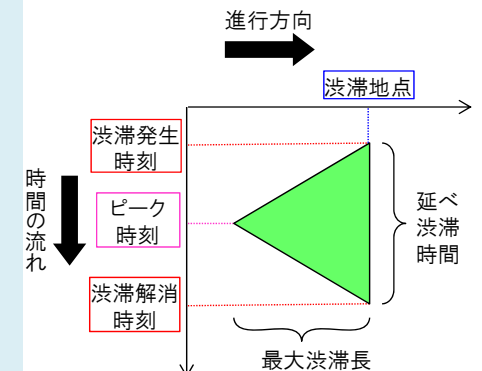 進行方向
渋滞地点
渋滞発生
時刻
時間の流れ
ピーク
時刻
延べ
渋滞
時間
渋滞解消
時刻
最大渋滞長